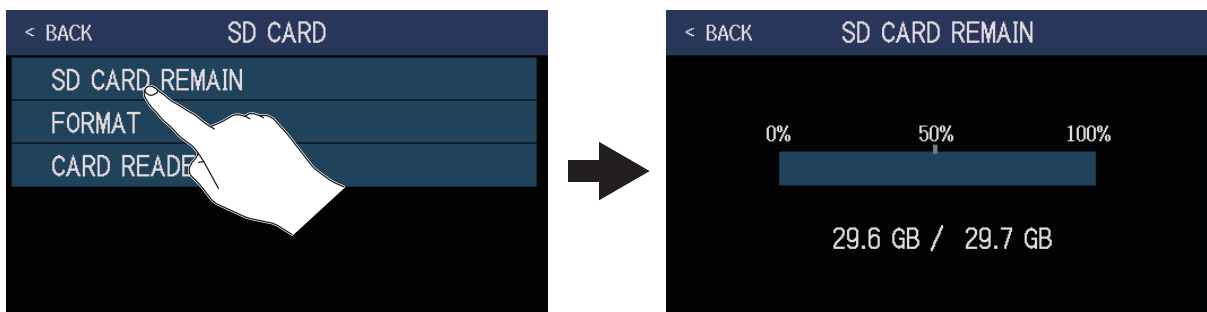 < BACK SD CARD
SD CARD REMAIN
FORMAT
CARD READE
< BACK SD CARD REMAIN
0% 50% 100%
29.6 GB / 29.7 GB